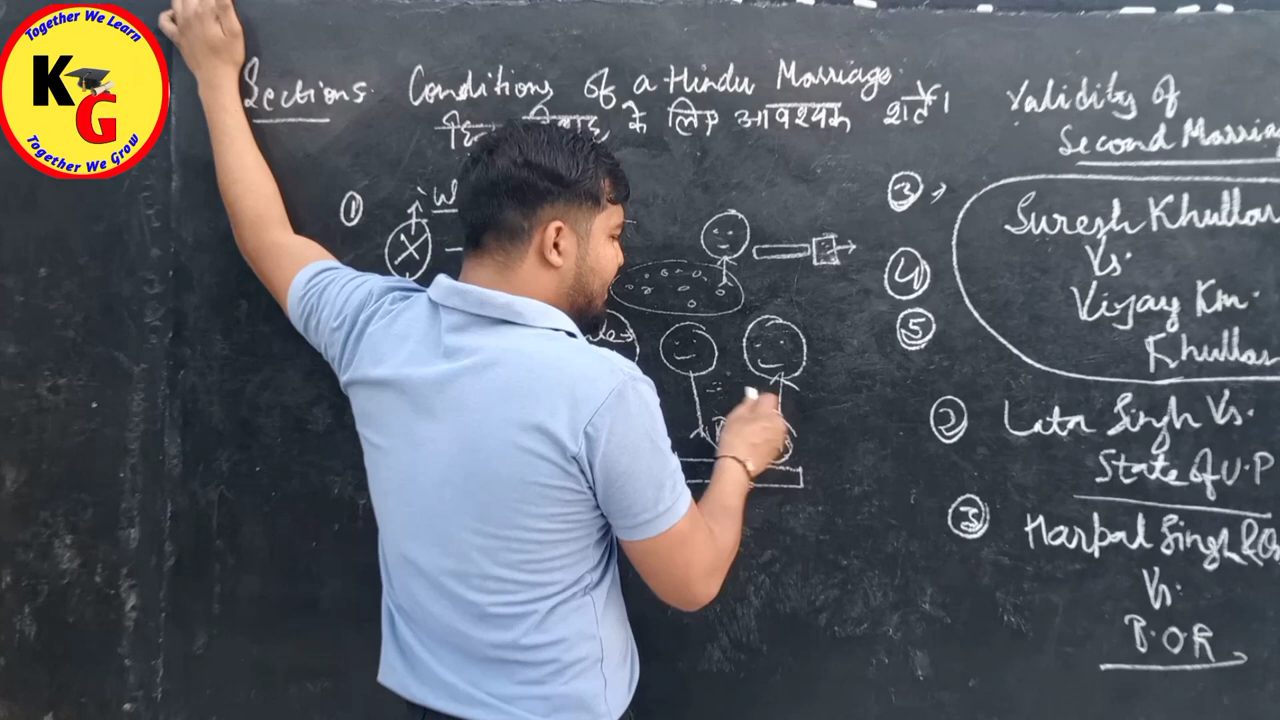 Together We Learn
KG
Together We Grow
Sections Conditions of a Hindu Marriage
के लिए आवश्यक शर्ते।
①
②
③,
④
⑤
Validity of
Second Marria
Suresh Khullar
Vs.
Vijay Km.
Khullar
Lata Singh Vs.
State of U.P
③ Harpal Singh &
Vs.
B.O.R